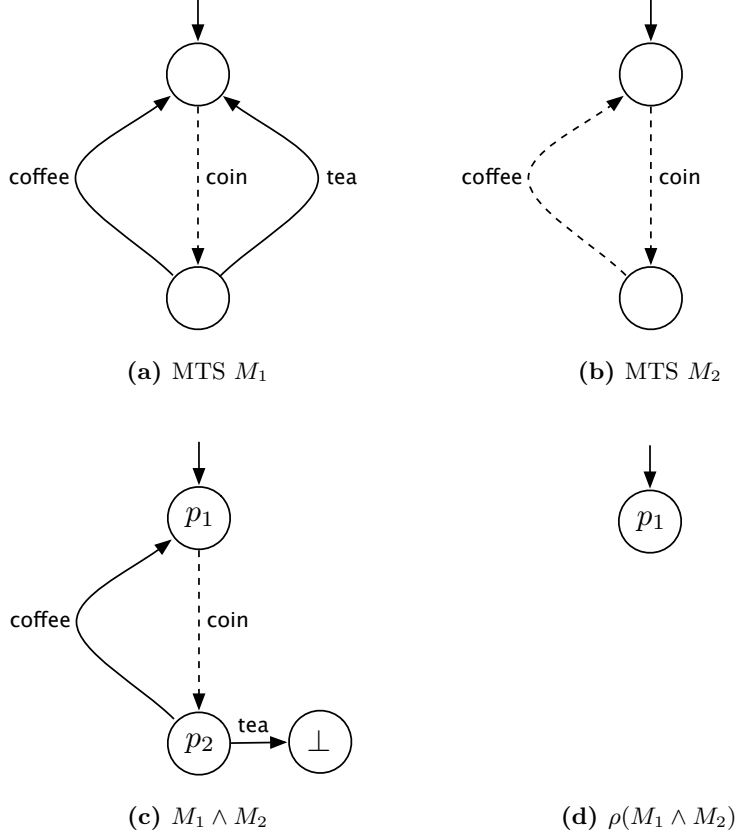 coffee coin tea coffee coin
(a) MTS M₁ (b) MTS M₂
p₁ p₁
coffee coin
tea
p₂ ⊥
(c) M₁ ∧ M₂ (d) ρ(M₁ ∧ M₂)